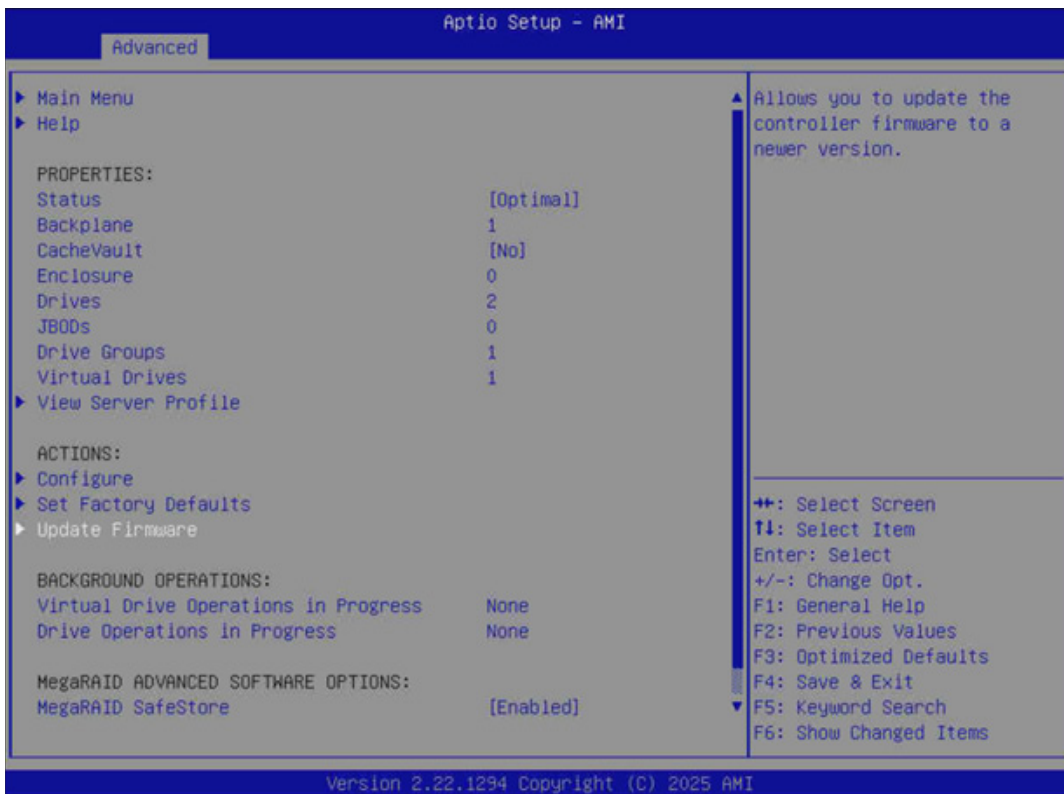 Aptio Setup – AMI
Advanced
Main Menu
Help
PROPERTIES:
Status [Optimal]
Backplane 1
CacheVault [No]
Enclosure 0
Drives 2
JBODs 0
Drive Groups 1
Virtual Drives 1
View Server Profile
ACTIONS:
Configure
Set Factory Defaults
Update Firmware
BACKGROUND OPERATIONS:
Virtual Drive Operations in Progress None
Drive Operations in Progress None
MegaRAID ADVANCED SOFTWARE OPTIONS:
MegaRAID SafeStore [Enabled]
Allows you to update the
controller firmware to a
newer version.
→←: Select Screen
↑↓: Select Item
Enter: Select
+/-: Change Opt.
F1: General Help
F2: Previous Values
F3: Optimized Defaults
F4: Save & Exit
F5: Keyword Search
F6: Show Changed Items
Version 2.22.1294 Copyright (C) 2025 AMI